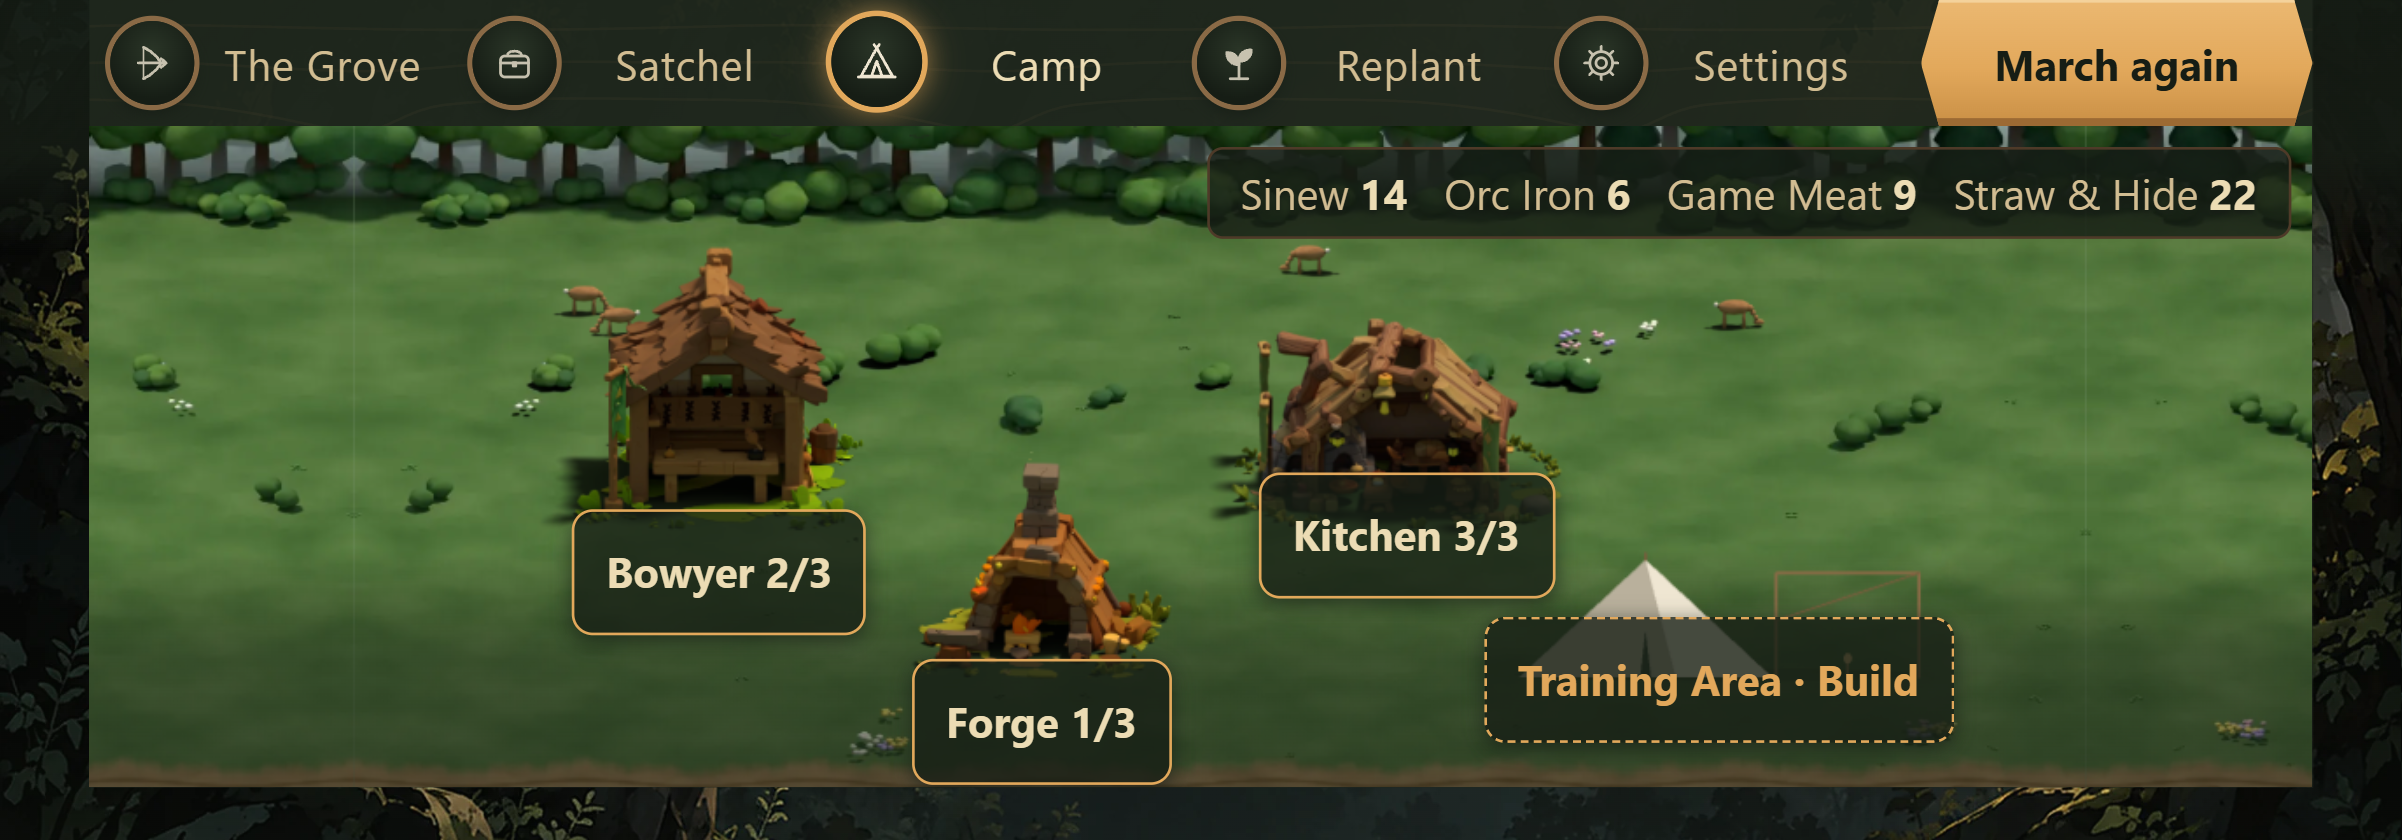 The Grove Satchel Camp Replant Settings March again
Sinew 14 Orc Iron 6 Game Meat 9 Straw & Hide 22
Kitchen 3/3
Bowyer 2/3
Training Area · Build
Forge 1/3